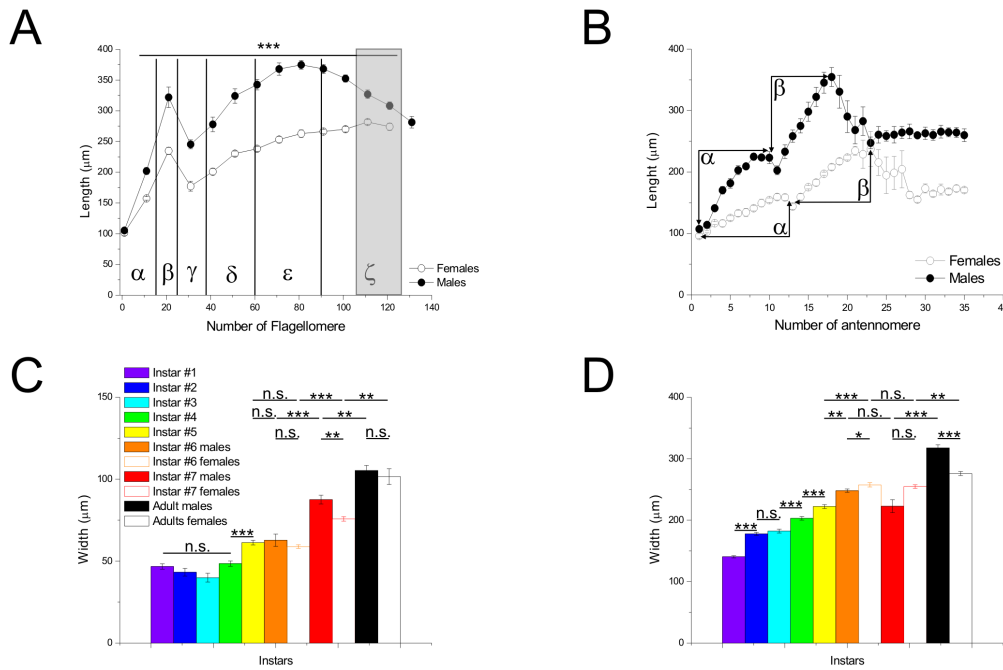 A
***
400
350
300
250
200
150
100
50
0
Length (µm)
α β γ δ ε ζ
Females
Males
0 20 40 60 80 100 120 140
Number of Flagellomere
B
400
300
200
100
0
Lenght (µm)
β
α
β
α
Females
Males
0 5 10 15 20 25 30 35 40
Number of antennomere
C
Instar #1
Instar #2
Instar #3
Instar #4
Instar #5
Instar #6 males
Instar #6 females
Instar #7 males
Instar #7 females
Adult males
Adults females
150
100
50
0
Width (µm)
n.s. *** **
n.s. *** **
n.s. ** n.s.
***
n.s.
Instars
D
400
300
200
100
0
Width (µm)
*** n.s. **
** n.s. ***
* n.s. ***
*** n.s. *** ***
Instars